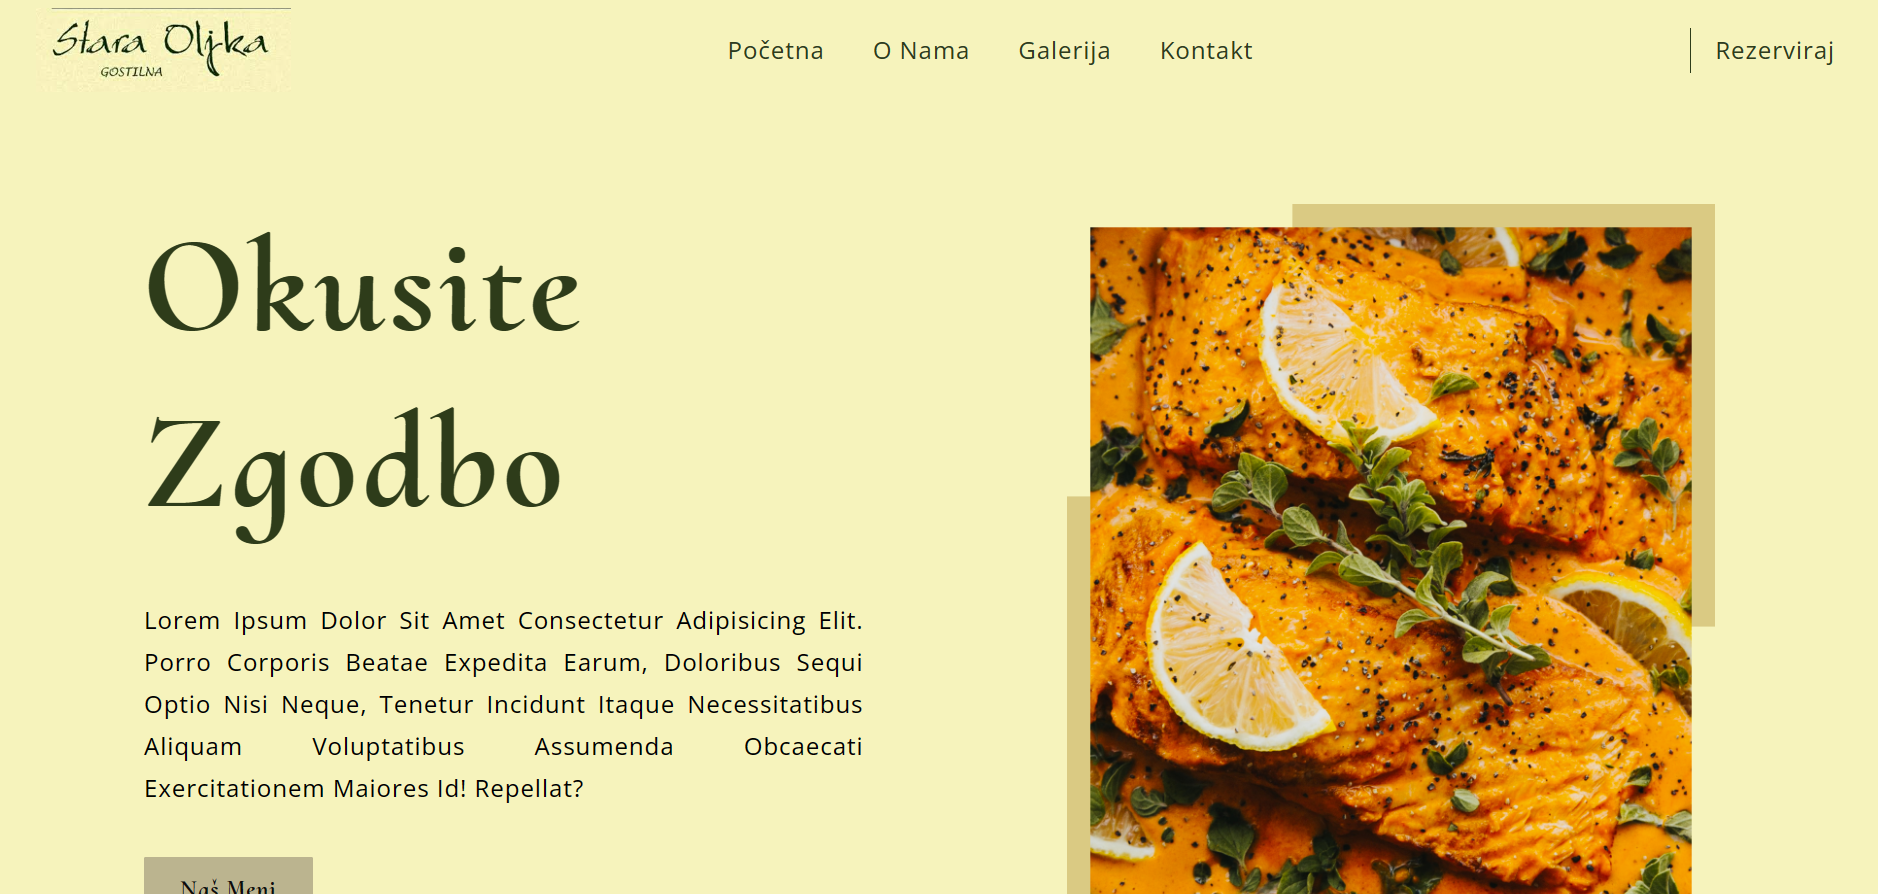 Stara Oljka
GOSTILNA
Početna O Nama Galerija Kontakt
Rezerviraj
Okusite
Zgodbo
Lorem Ipsum Dolor Sit Amet Consectetur Adipisicing Elit.
Porro Corporis Beatae Expedita Earum, Doloribus Sequi
Optio Nisi Neque, Tenetur Incidunt Itaque Necessitatibus
Aliquam Voluptatibus Assumenda Obcaecati
Exercitationem Maiores Id! Repellat?
Naš Meni